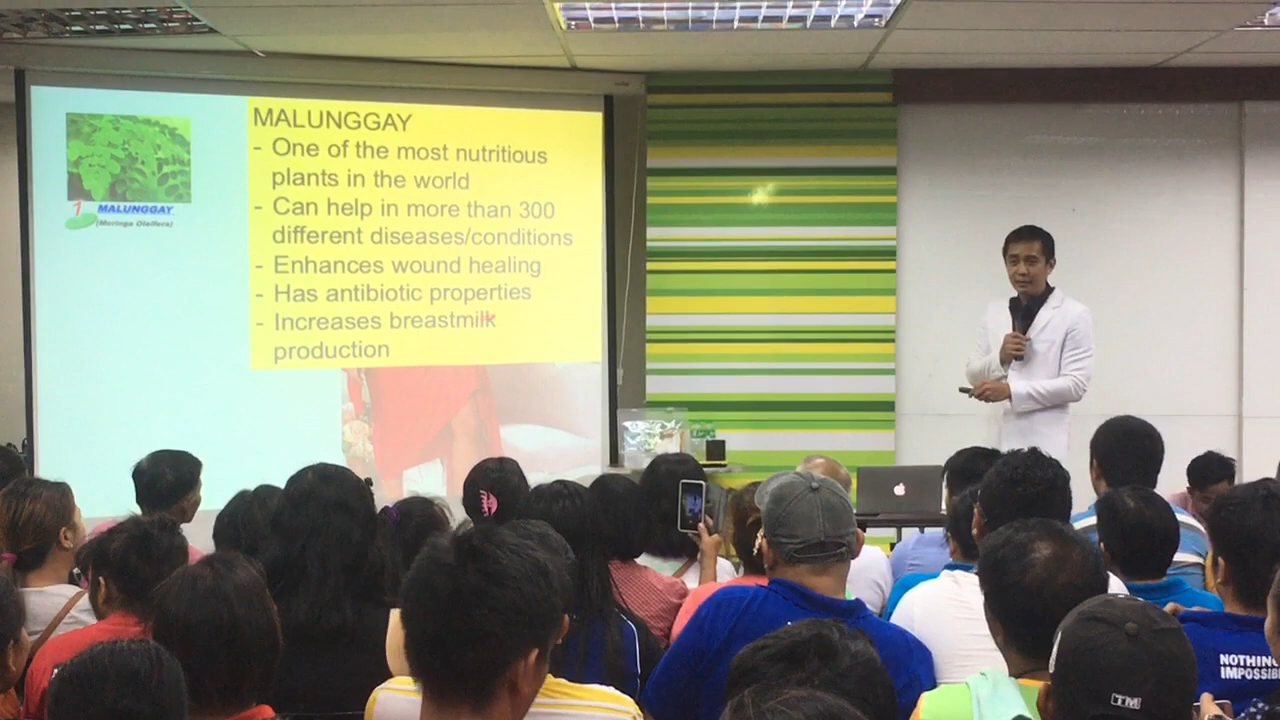 MALUNGGAY
- One of the most nutritious
plants in the world
- Can help in more than 300
different diseases/conditions
- Enhances wound healing
- Has antibiotic properties
- Increases breastmilk
production
1
MALUNGGAY
(Moringa Oleifera)
NOTHING
IMPOSSIB
TM